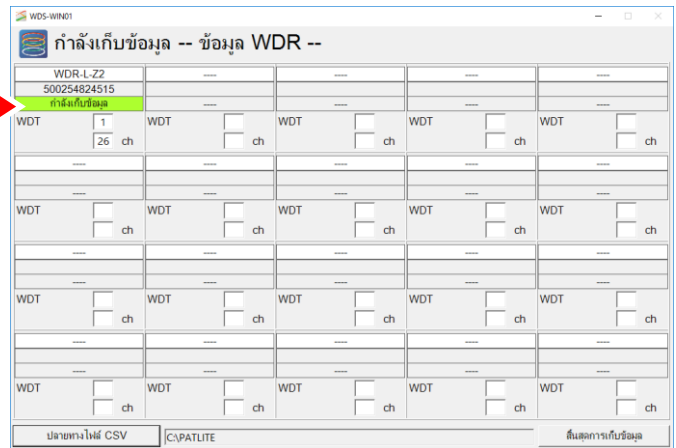 WDS-WIN01
กำลังเก็บข้อมูล -- ข้อมูล WDR --
WDR-L-Z2 ---- ---- ---- ----
500254824515
กำลังเก็บข้อมูล ---- ---- ---- ----
WDT 1 WDT WDT WDT WDT
26 ch ch ch ch ch
---- ---- ---- ---- ----
---- ---- ---- ---- ----
WDT WDT WDT WDT WDT
ch ch ch ch ch
---- ---- ---- ---- ----
---- ---- ---- ---- ----
WDT WDT WDT WDT WDT
ch ch ch ch ch
---- ---- ---- ---- ----
---- ---- ---- ---- ----
WDT WDT WDT WDT WDT
ch ch ch ch ch
ปลายทางไฟล์ CSV C:\PATLITE สิ้นสุดการเก็บข้อมูล